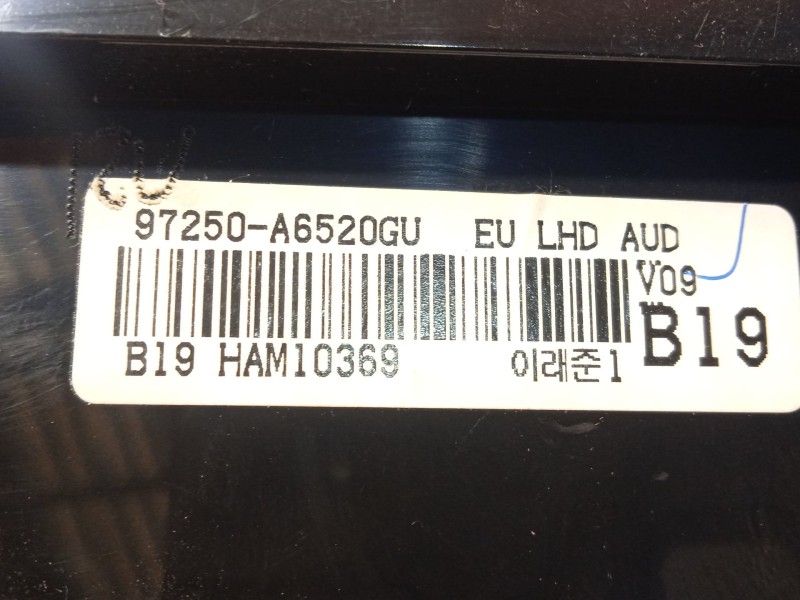 97250-A6520GU EU LHD AUD
V09
B19
B19 HAM10369 이래준1